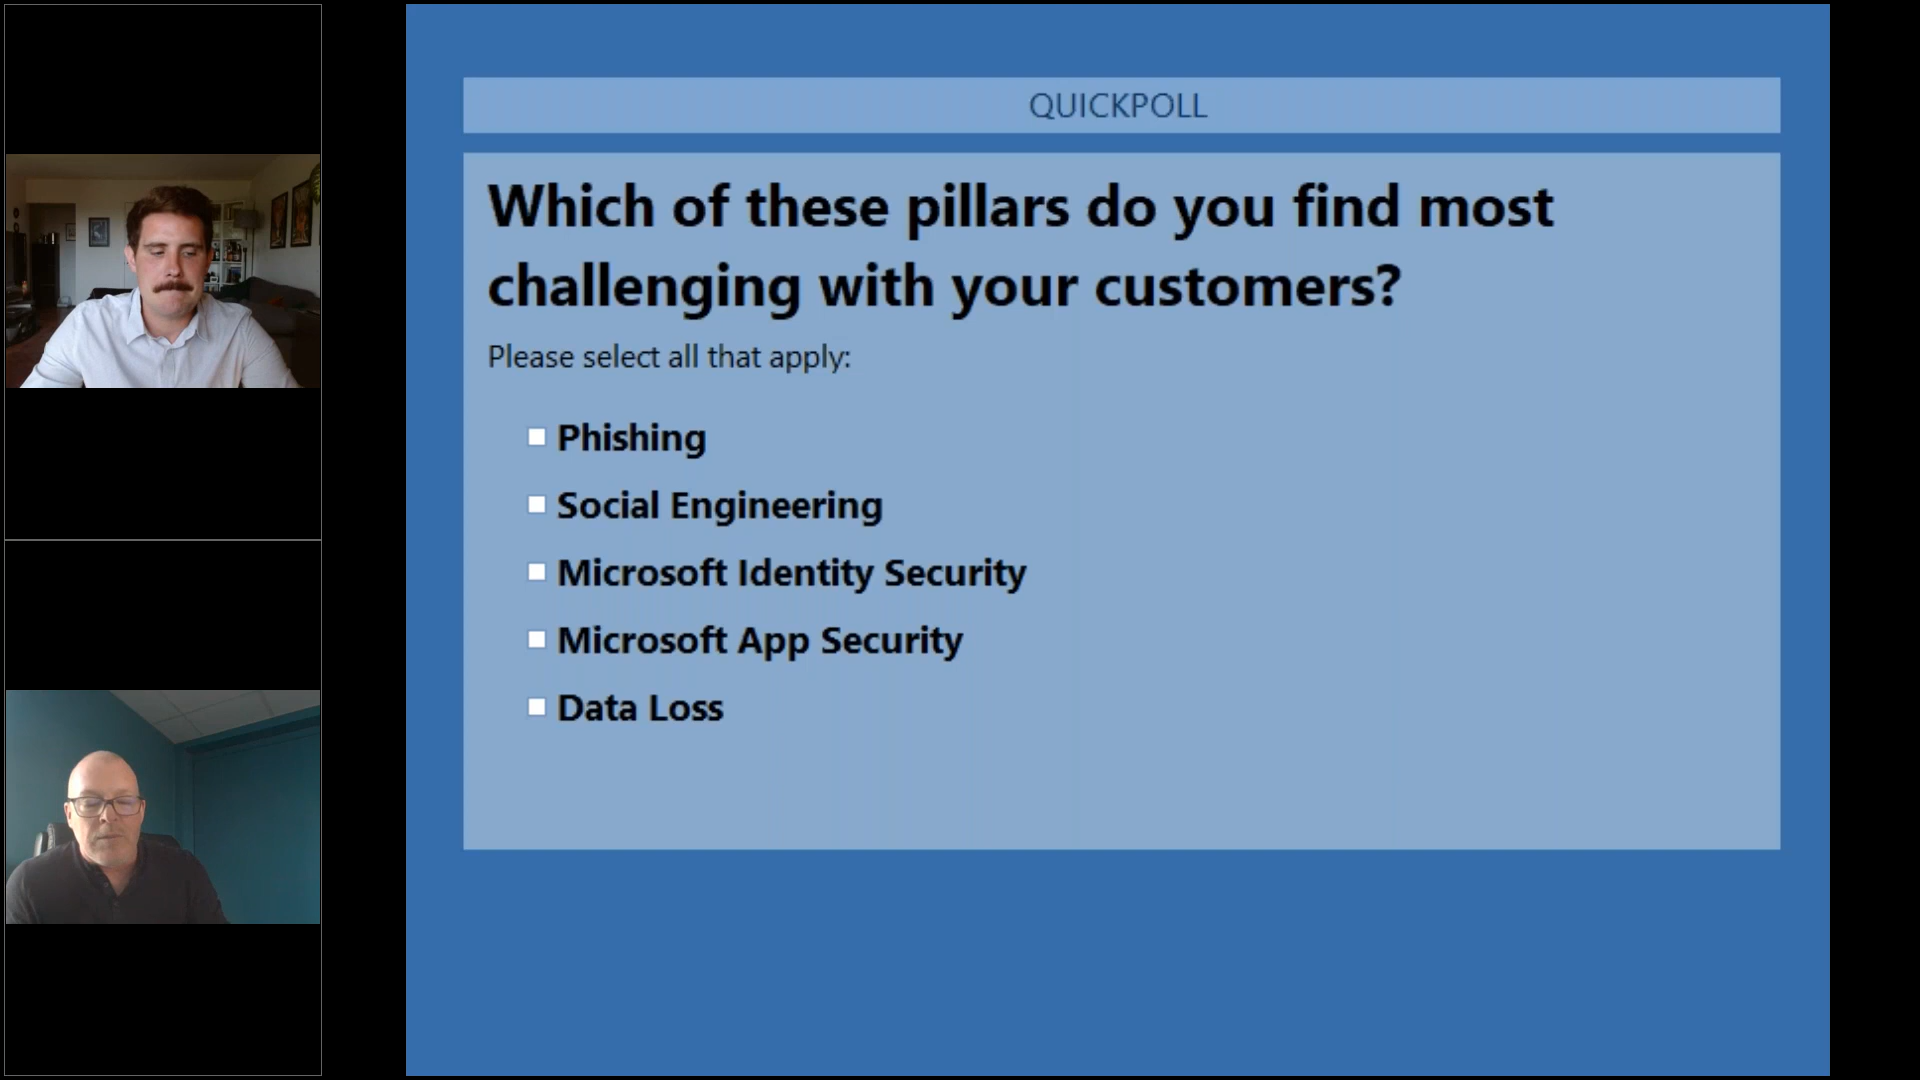 QUICKPOLL
Which of these pillars do you find most
challenging with your customers?
Please select all that apply:
Phishing
Social Engineering
Microsoft Identity Security
Microsoft App Security
Data Loss